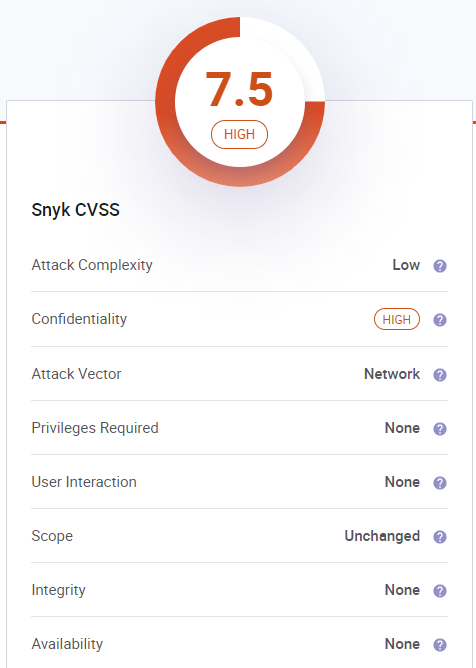 7.5
HIGH
Snyk CVSS
Attack Complexity Low ?
Confidentiality HIGH ?
Attack Vector Network ?
Privileges Required None ?
User Interaction None ?
Scope Unchanged ?
Integrity None ?
Availability None ?